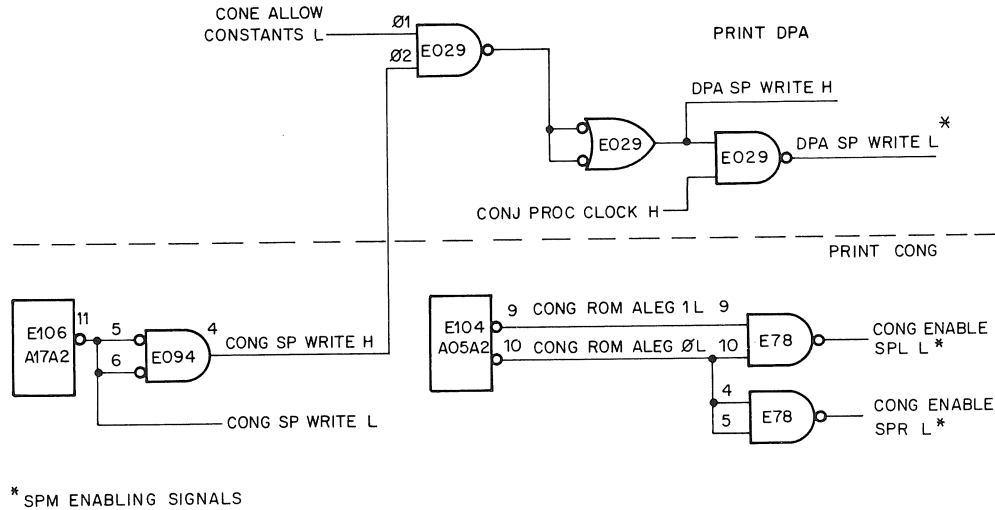 CONE ALLOW
CONSTANTS L
Ø1
Ø2
E029
PRINT DPA
DPA SP WRITE H
E029
E029
DPA SP WRITE L*
CONJ PROC CLOCK H
PRINT CONG
E106
A17A2
11
5
6
E094
4
CONG SP WRITE H
CONG SP WRITE L
E104
A05A2
9 CONG ROM ALEG 1 L 9
10 CONG ROM ALEG Ø L 10
E78
CONG ENABLE
SPL L*
4
5
E78
CONG ENABLE
SPR L*
* SPM ENABLING SIGNALS